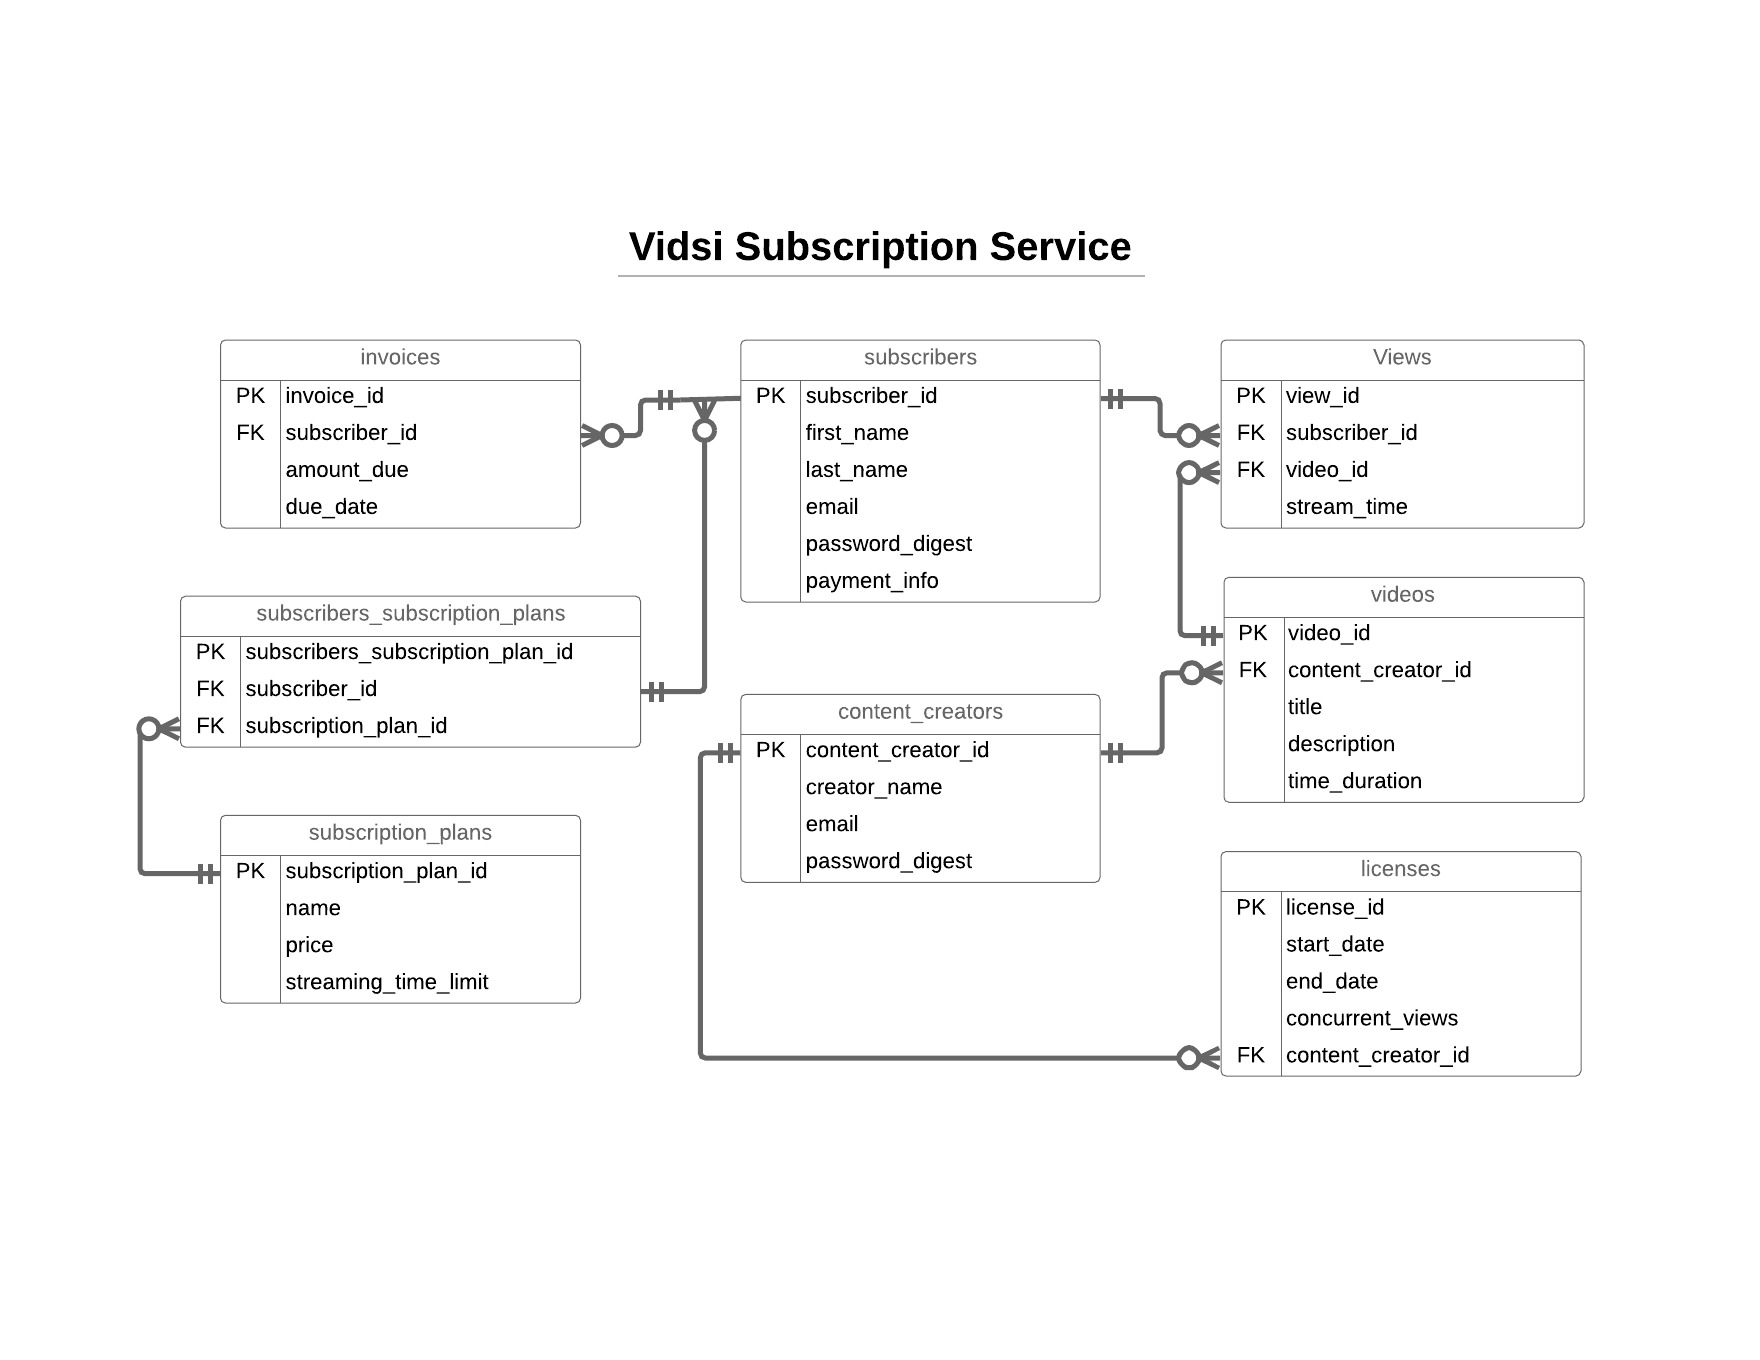 Vidsi Subscription Service
invoices
PK invoice_id
FK subscriber_id
amount_due
due_date
subscribers
PK subscriber_id
first_name
last_name
email
password_digest
payment_info
Views
PK view_id
FK subscriber_id
FK video_id
stream_time
subscribers_subscription_plans
PK subscribers_subscription_plan_id
FK subscriber_id
FK subscription_plan_id
content_creators
PK content_creator_id
creator_name
email
password_digest
videos
PK video_id
FK content_creator_id
title
description
time_duration
subscription_plans
PK subscription_plan_id
name
price
streaming_time_limit
licenses
PK license_id
start_date
end_date
concurrent_views
FK content_creator_id